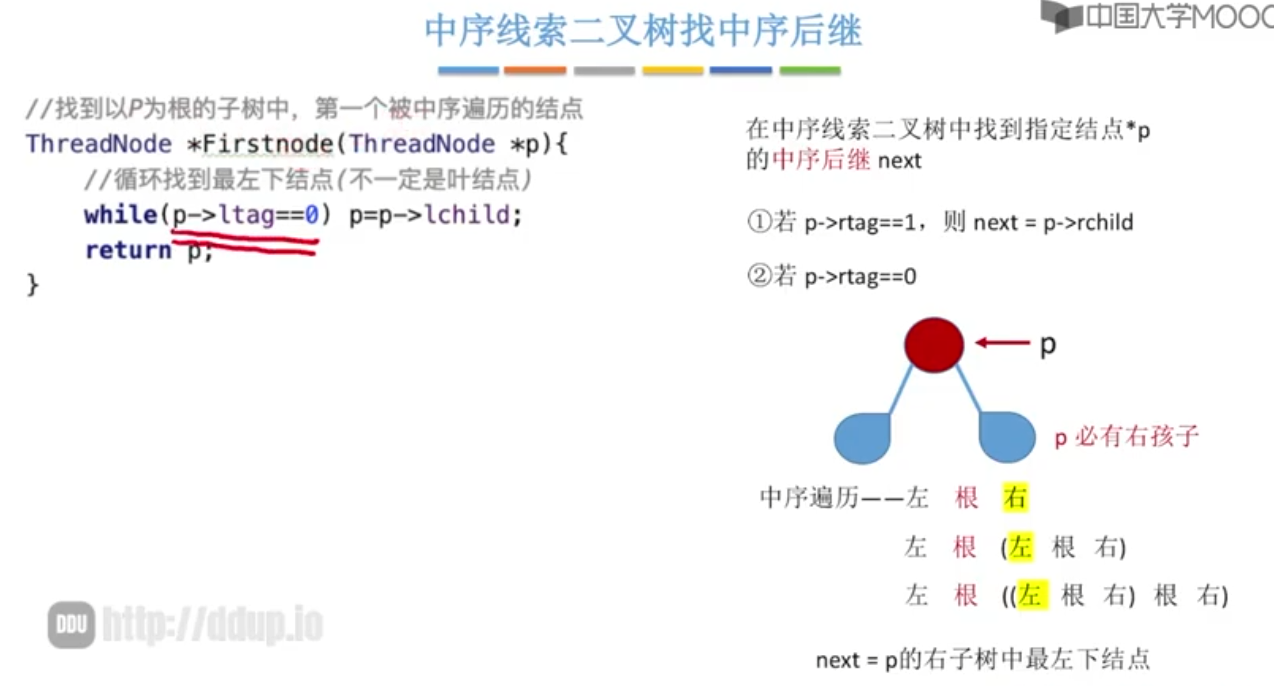 中序线索二叉树找中序后继
中国大学MOOC
//找到以P为根的子树中，第一个被中序遍历的结点
ThreadNode *Firstnode(ThreadNode *p){
//循环找到最左下结点(不一定是叶结点)
while(p->ltag==0) p=p->lchild;
return p;
}
在中序线索二叉树中找到指定结点*p
的中序后继 next
①若 p->rtag==1，则 next = p->rchild
②若 p->rtag==0
p
p 必有右孩子
中序遍历——左 根 右
左 根 (左 根 右)
左 根 ((左 根 右) 根 右)
next = p的右子树中最左下结点
DDU http://ddup.io